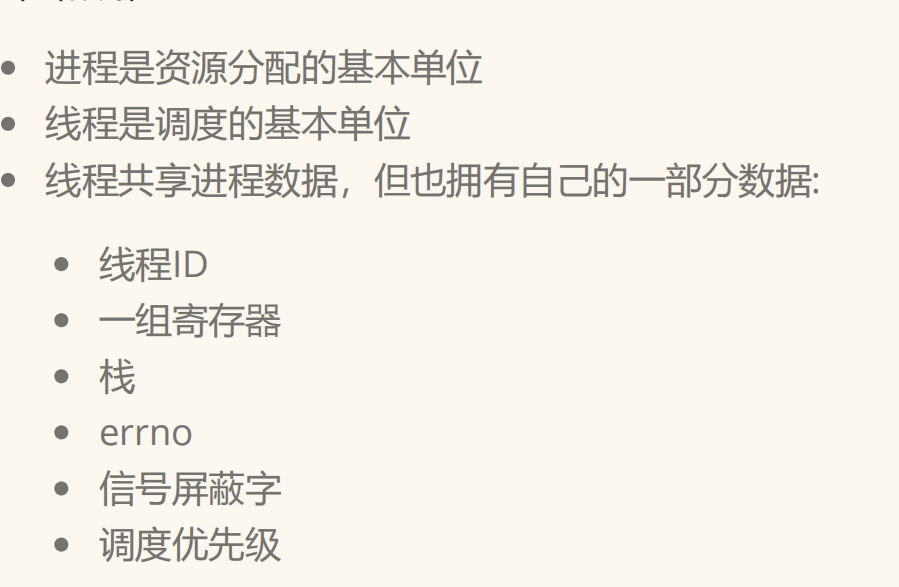 进程是资源分配的基本单位
线程是调度的基本单位
线程共享进程数据，但也拥有自己的一部分数据:
线程ID
一组寄存器
栈
errno
信号屏蔽字
调度优先级